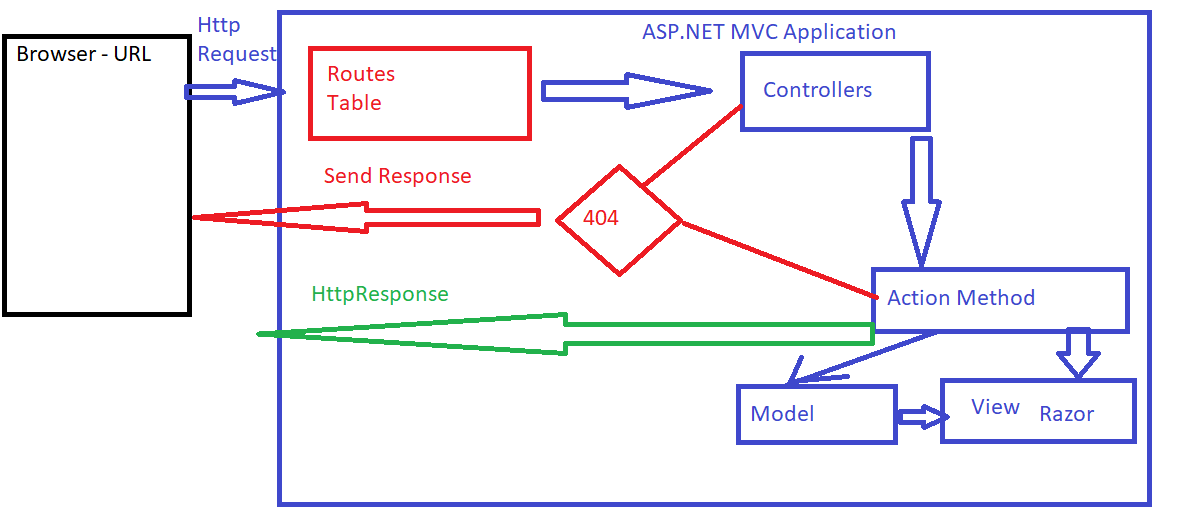 Http
Request
ASP.NET MVC Application
Browser - URL
Routes
Table
Controllers
Send Response
404
HttpResponse
Action Method
Model
View
Razor